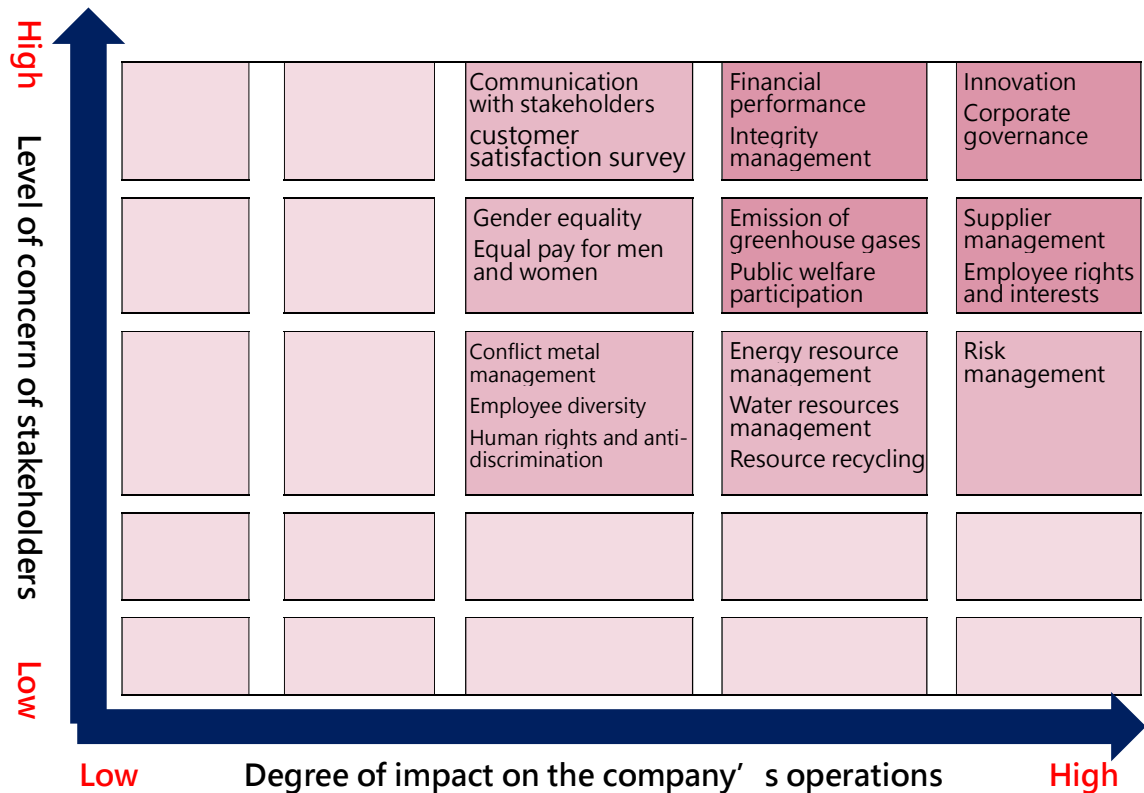 High
Level of concern of stakeholders
Low
Communication
with stakeholders
customer
satisfaction survey
Financial
performance
Integrity
management
Innovation
Corporate
governance
Gender equality
Equal pay for men
and women
Emission of
greenhouse gases
Public welfare
participation
Supplier
management
Employee rights
and interests
Conflict metal
management
Employee diversity
Human rights and anti-
discrimination
Energy resource
management
Water resources
management
Resource recycling
Risk
management
Low
Degree of impact on the company’ s operations
High